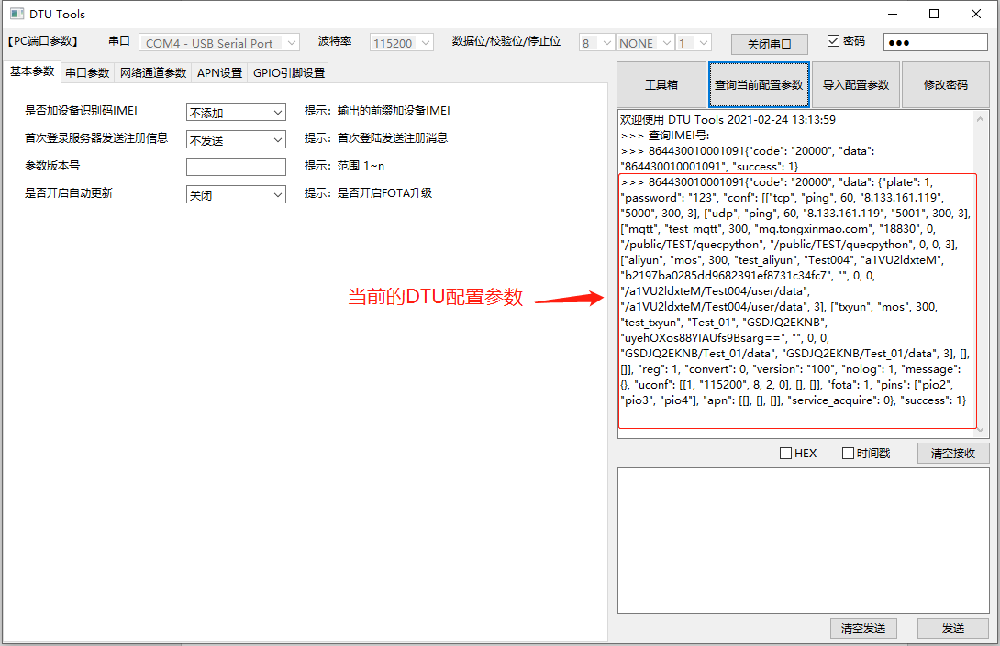 DTU Tools
【PC端口参数】 串口 COM4 - USB Serial Port 波特率 115200 数据位/校验位/停止位 8 NONE 1 关闭串口 密码 ●●●
基本参数 串口参数 网络通道参数 APN设置 GPIO引脚设置
工具箱 查询当前配置参数 导入配置参数 修改密码
是否加设备识别码IMEI 不添加 提示: 输出的前缀加设备IMEI
首次登录服务器发送注册信息 不发送 提示: 首次登陆发送注册消息
参数版本号 提示: 范围 1~n
是否开启自动更新 关闭 提示: 是否开启FOTA升级
当前的DTU配置参数
欢迎使用 DTU Tools 2021-02-24 13:13:59
>>> 查询IMEI号:
>>> 864430010001091{"code": "20000", "data":
"864430010001091", "success": 1}
>>> 864430010001091{"code": "20000", "data": {"plate": 1,
"password": "123", "conf": [["tcp", "ping", 60, "8.133.161.119",
"5000", 300, 3], ["udp", "ping", 60, "8.133.161.119", "5001", 300, 3],
["mqtt", "test_mqtt", 300, "mq.tongxinmao.com", "18830", 0,
"/public/TEST/quecpython", "/public/TEST/quecpython", 0, 0, 3],
["aliyun", "mos", 300, "test_aliyun", "Test004", "a1VU2ldxteM",
"b2197ba0285dd9682391ef8731c34fc7", "", 0, 0,
"/a1VU2ldxteM/Test004/user/data",
"/a1VU2ldxteM/Test004/user/data", 3], ["txyun", "mos", 300,
"test_txyun", "Test_01", "GSDJQ2EKNB",
"uyehOXos88YIAUfs9Bsarg==", "", 0, 0,
"GSDJQ2EKNB/Test_01/data", "GSDJQ2EKNB/Test_01/data", 3], [],
[]], "reg": 1, "convert": 0, "version": "100", "nolog": 1, "message":
{}, "uconf": [[1, "115200", 8, 2, 0], [], []], "fota": 1, "pins": ["pio2",
"pio3", "pio4"], "apn": [[], [], []], "service_acquire": 0}, "success": 1}
HEX 时间戳 清空接收
清空发送 发送